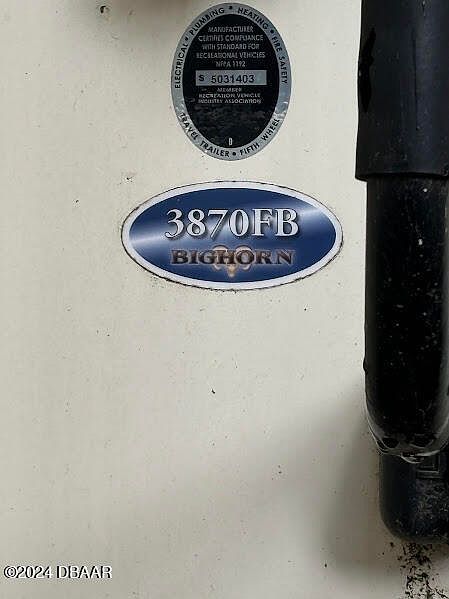 ELECTRICAL • PLUMBING • HEATING • FIRE SAFETY
MANUFACTURER
CERTIFIES COMPLIANCE
WITH STANDARD FOR
RECREATIONAL VEHICLES
NFPA 1192
S 5031403
MEMBER
RECREATION VEHICLE
INDUSTRY ASSOCIATION
TRAVEL TRAILER • FIFTH WHEEL
3870FB
BIGHORN
©2024 DBAAR